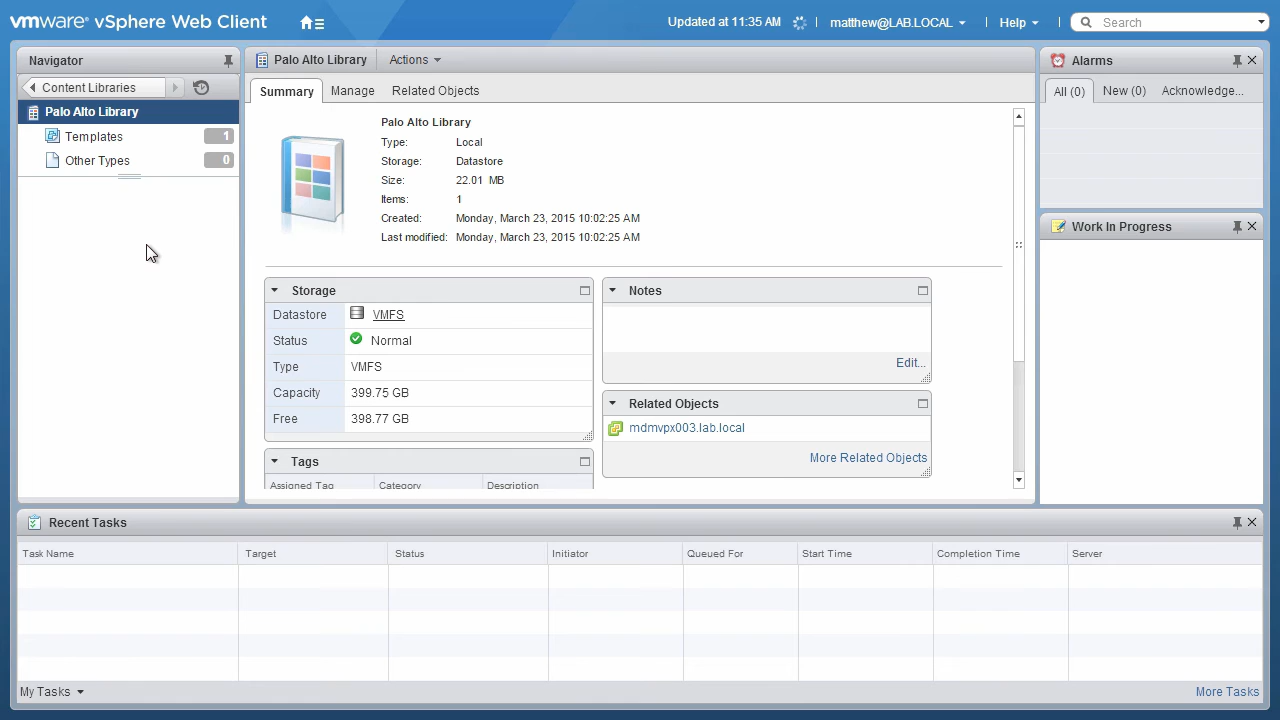 vmware vSphere Web Client
Updated at 11:35 AM
matthew@LAB.LOCAL
Help
Search
Navigator
Content Libraries
Palo Alto Library
Templates 1
Other Types 0
Palo Alto Library
Actions
Summary
Manage
Related Objects
Palo Alto Library
Type: Local
Storage: Datastore
Size: 22.01 MB
Items: 1
Created: Monday, March 23, 2015 10:02:25 AM
Last modified: Monday, March 23, 2015 10:02:25 AM
Storage
Datastore VMFS
Status Normal
Type VMFS
Capacity 399.75 GB
Free 398.77 GB
Tags
Assigned Tag Category Description
Notes
Edit...
Related Objects
mdmvpx003.lab.local
More Related Objects
Alarms
All (0) New (0) Acknowledge...
Work In Progress
Recent Tasks
Task Name Target Status Initiator Queued For Start Time Completion Time Server
My Tasks
More Tasks